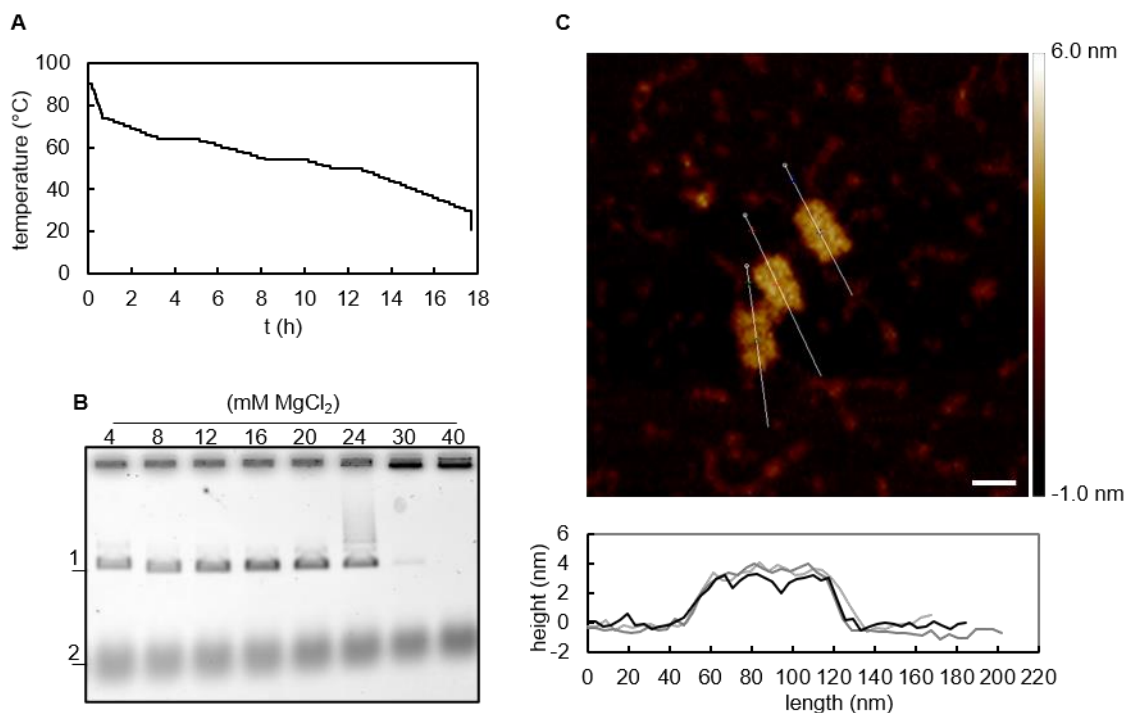 A
100
80
60
40
20
0
temperature (°C)
0 2 4 6 8 10 12 14 16 18
t (h)
B
(mM MgCl₂)
4 8 12 16 20 24 30 40
1
2
C
6.0 nm
-1.0 nm
6
4
2
0
-2
height (nm)
0 20 40 60 80 100 120 140 160 180 200 220
length (nm)